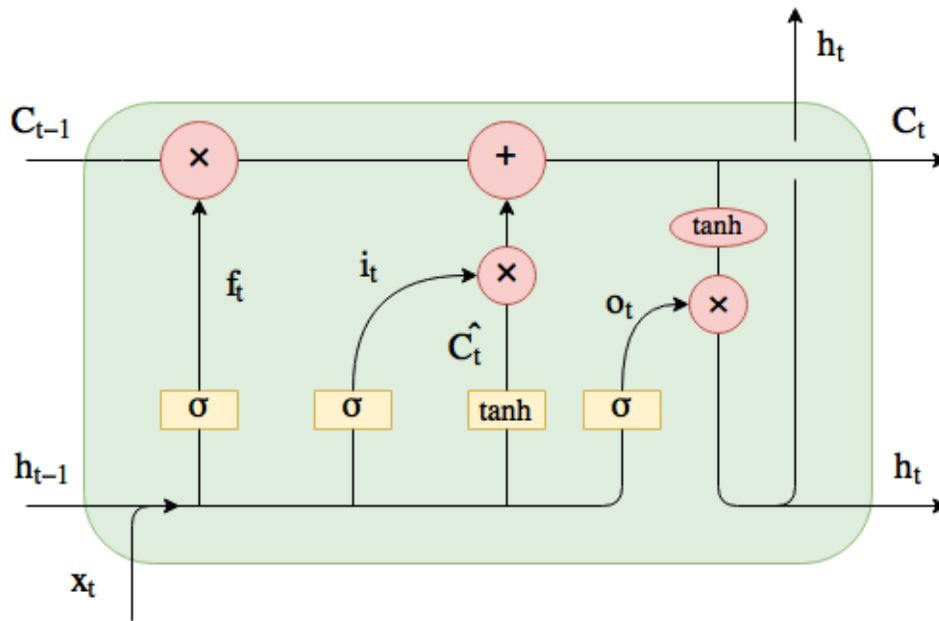 h_t
C_{t-1}
C_t
×
+
tanh
i_t
×
f_t
o_t
×
Ĉ_t
σ
σ
tanh
σ
h_{t-1}
h_t
x_t